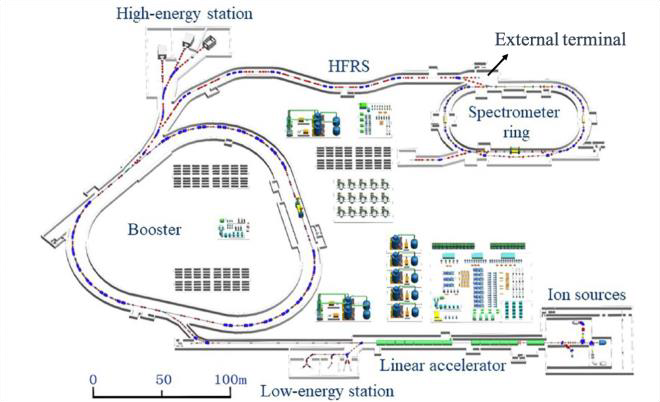 High-energy station
External terminal
HFRS
Spectrometer
ring
Booster
Ion sources
Linear accelerator
Low-energy station
0 50 100m